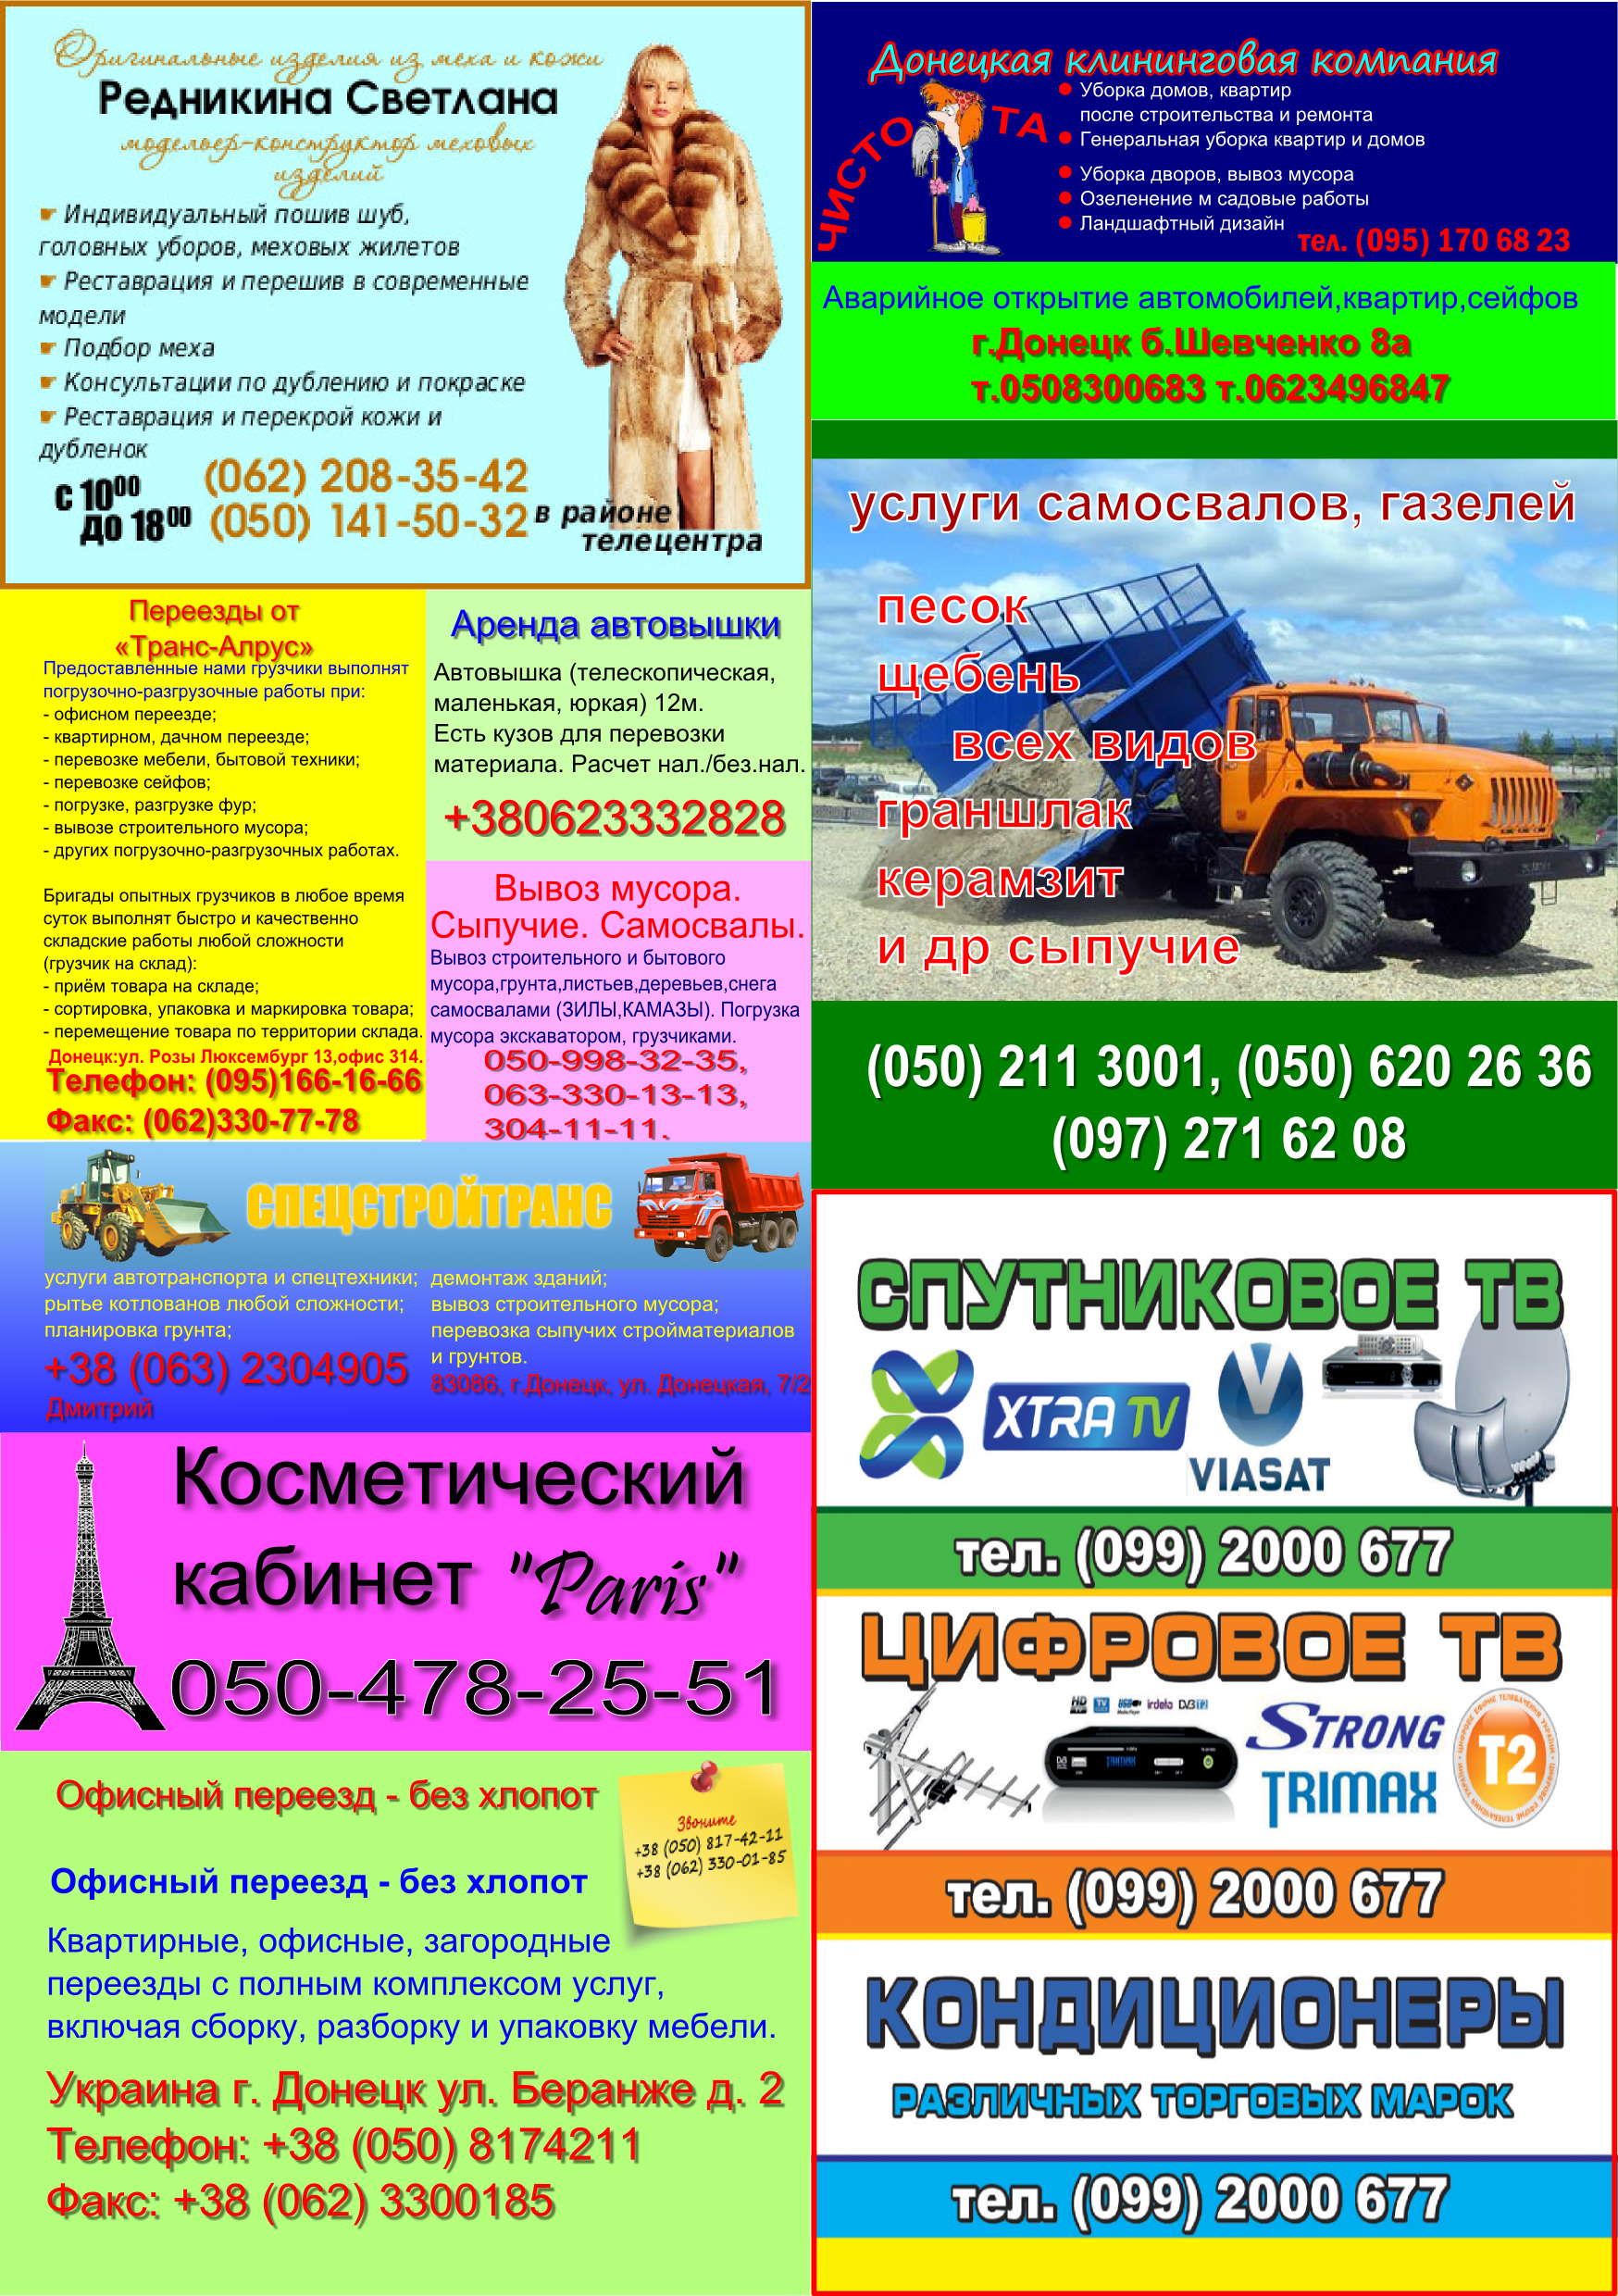 Оригинальные изделия из меха и кожи
Редникина Светлана
модельер-конструктор меховых
изделий
Индивидуальный пошив шуб,
головных уборов, меховых жилетов
Реставрация и перешив в современные
модели
Подбор меха
Консультации по дублению и покраске
Реставрация и перекрой кожи и
дубленок
с 10⁰⁰
до 18⁰⁰
(062) 208-35-42
(050) 141-50-32
в районе
телецентра
Донецкая клининговая компания
ЧИСТОТА
Уборка домов, квартир
после строительства и ремонта
Генеральная уборка квартир и домов
Уборка дворов, вывоз мусора
Озеленение м садовые работы
Ландшафтный дизайн
тел. (095) 170 68 23
Аварийное открытие автомобилей,квартир,сейфов
г.Донецк б.Шевченко 8а
т.0508300683 т.0623496847
услуги самосвалов, газелей
песок
щебень
всех видов
граншлак
керамзит
и др сыпучие
(050) 211 3001, (050) 620 26 36
(097) 271 62 08
Переезды от
«Транс-Алрус»
Предоставленные нами грузчики выполнят
погрузочно-разгрузочные работы при:
- офисном переезде;
- квартирном, дачном переезде;
- перевозке мебели, бытовой техники;
- перевозке сейфов;
- погрузке, разгрузке фур;
- вывозе строительного мусора;
- других погрузочно-разгрузочных работах.
Бригады опытных грузчиков в любое время
суток выполнят быстро и качественно
складские работы любой сложности
(грузчик на склад):
- приём товара на складе;
- сортировка, упаковка и маркировка товара;
- перемещение товара по территории склада.
Донецк:ул. Розы Люксембург 13,офис 314.
Телефон: (095)166-16-66
Факс: (062)330-77-78
Аренда автовышки
Автовышка (телескопическая,
маленькая, юркая) 12м.
Есть кузов для перевозки
материала. Расчет нал./без.нал.
+380623332828
Вывоз мусора.
Сыпучие. Самосвалы.
Вывоз строительного и бытового
мусора,грунта,листьев,деревьев,снега
самосвалами (ЗИЛЫ,КАМАЗЫ). Погрузка
мусора экскаватором, грузчиками.
050-998-32-35,
063-330-13-13,
304-11-11.
СПЕЦСТРОЙТРАНС
услуги автотранспорта и спецтехники;
рытье котлованов любой сложности;
планировка грунта;
+38 (063) 2304905
Дмитрий
демонтаж зданий;
вывоз строительного мусора;
перевозка сыпучих стройматериалов
и грунтов.
83086, г.Донецк, ул. Донецкая, 7/2
Косметический
кабинет "Paris"
050-478-25-51
Офисный переезд - без хлопот
Звоните
+38 (050) 817-42-11
+38 (062) 330-01-85
Офисный переезд - без хлопот
Квартирные, офисные, загородные
переезды с полным комплексом услуг,
включая сборку, разборку и упаковку мебели.
Украина г. Донецк ул. Беранже д. 2
Телефон: +38 (050) 8174211
Факс: +38 (062) 3300185
СПУТНИКОВОЕ ТВ
XTRA TV
VIASAT
тел. (099) 2000 677
ЦИФРОВОЕ ТВ
HD TV USB irdeto DVB T2
STRONG
TRIMAX
T2
тел. (099) 2000 677
КОНДИЦИОНЕРЫ
РАЗЛИЧНЫХ ТОРГОВЫХ МАРОК
тел. (099) 2000 677